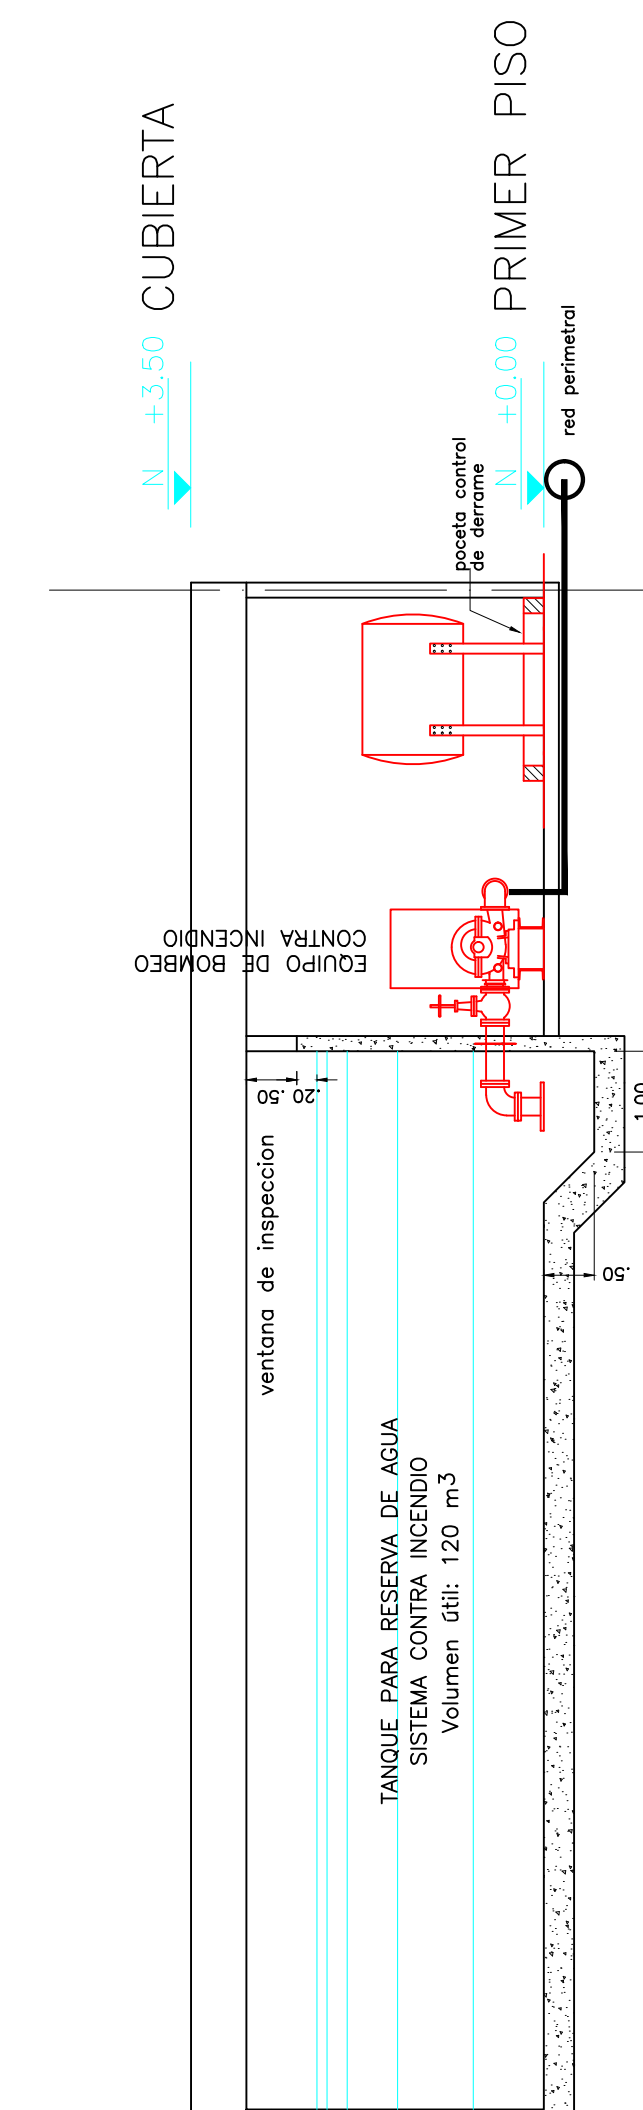 CUBIERTA
N +3.50
PRIMER PISO
N +0.00
red perimetral
poceta control
de derrame
EQUIPO DE BOMBEO
CONTRA INCENDIO
.50
.20
1.00
.50
ventana de inspeccion
TANQUE PARA RESERVA DE AGUA
SISTEMA CONTRA INCENDIO
Volumen útil: 120 m3